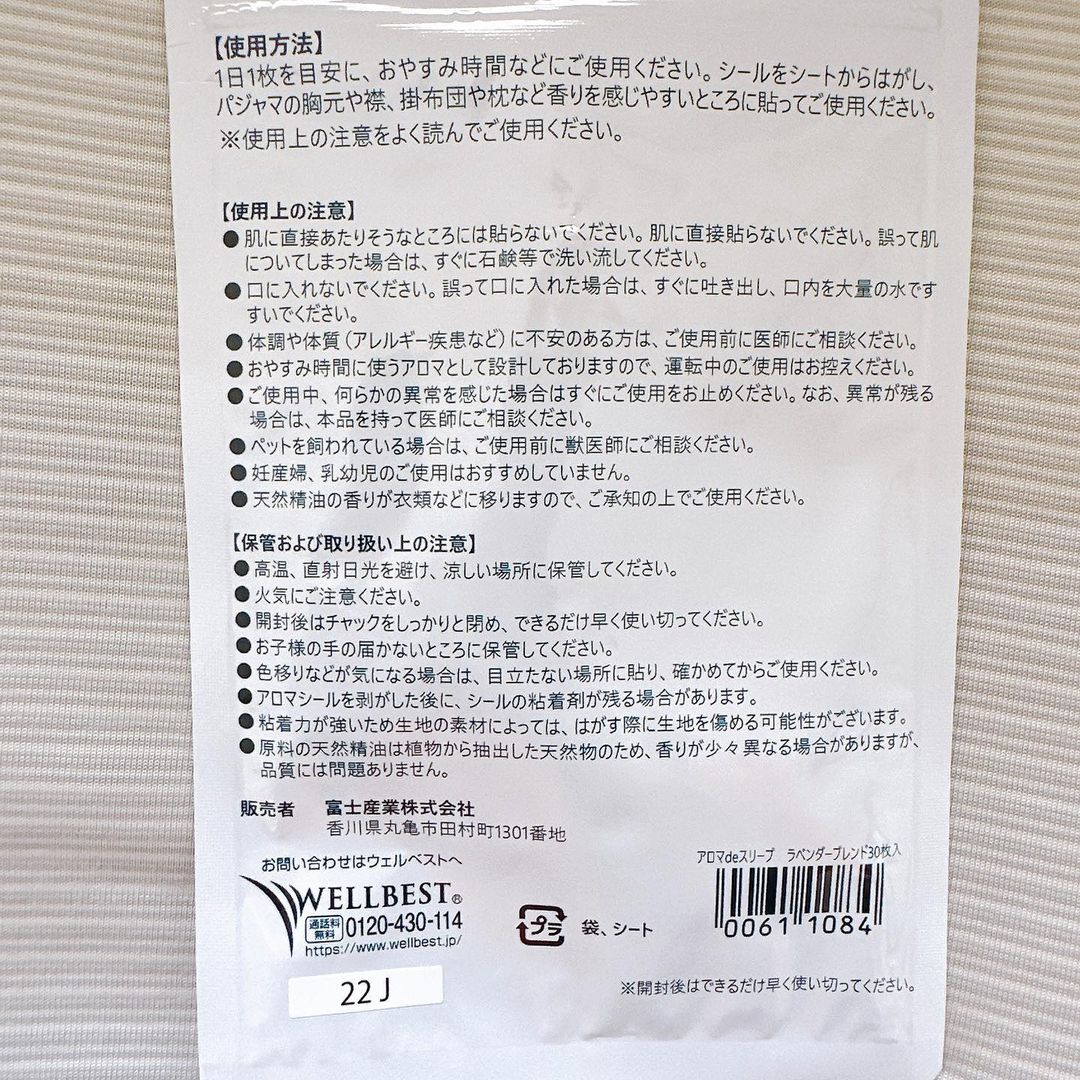 【使用方法】
1日1枚を目安に、おやすみ時間などにご使用ください。シールをシートからはがし、
パジャマの胸元や襟、掛布団や枕など香りを感じやすいところに貼ってご使用ください。
※使用上の注意をよく読んでご使用ください。
【使用上の注意】
●肌に直接あたりそうなところには貼らないでください。肌に直接貼らないでください。誤って肌
についてしまった場合は、すぐに石鹸等で洗い流してください。
●口に入れないでください。誤って口に入れた場合は、すぐに吐き出し、口内を大量の水です
すいでください。
●体調や体質（アレルギー疾患など）に不安のある方は、ご使用前に医師にご相談ください。
●おやすみ時間に使うアロマとして設計しておりますので、運転中のご使用はお控えください。
●ご使用中、何らかの異常を感じた場合はすぐにご使用をお止めください。なお、異常が残る
場合は、本品を持って医師にご相談ください。
●ペットを飼われている場合は、ご使用前に獣医師にご相談ください。
●妊産婦、乳幼児のご使用はおすすめしていません。
●天然精油の香りが衣類などに移りますので、ご承知の上でご使用ください。
【保管および取り扱い上の注意】
●高温、直射日光を避け、涼しい場所に保管してください。
●火気にご注意ください。
●開封後はチャックをしっかりと閉め、できるだけ早く使い切ってください。
●お子様の手の届かないところに保管してください。
●色移りなどが気になる場合は、目立たない場所に貼り、確かめてからご使用ください。
●アロマシールを剥がした後に、シールの粘着剤が残る場合があります。
●粘着力が強いため生地の素材によっては、はがす際に生地を傷める可能性がございます。
●原料の天然精油は植物から抽出した天然物のため、香りが少々異なる場合がありますが、
品質には問題ありません。
販売者 富士産業株式会社
香川県丸亀市田村町1301番地
お問い合わせはウェルベストへ
WELLBEST®
通話料無料 0120-430-114
https://www.wellbest.jp/
22J
プラ 袋、シート
アロマdeスリープ ラベンダーブレンド30枚入
00611084
※開封後はできるだけ早く使い切ってください。